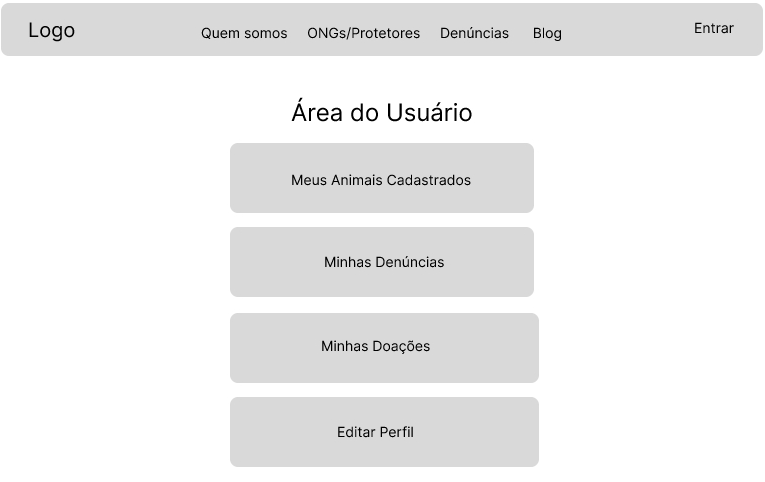 Logo
Quem somos
ONGs/Protetores
Denúncias
Blog
Entrar
Área do Usuário
Meus Animais Cadastrados
Minhas Denúncias
Minhas Doações
Editar Perfil